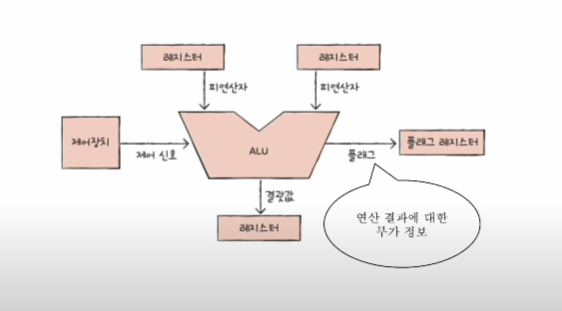 레지스터
레지스터
피연산자
피연산자
제어장치
제어 신호
ALU
플래그
플래그 레지스터
결괏값
레지스터
연산 결과에 대한
부가 정보